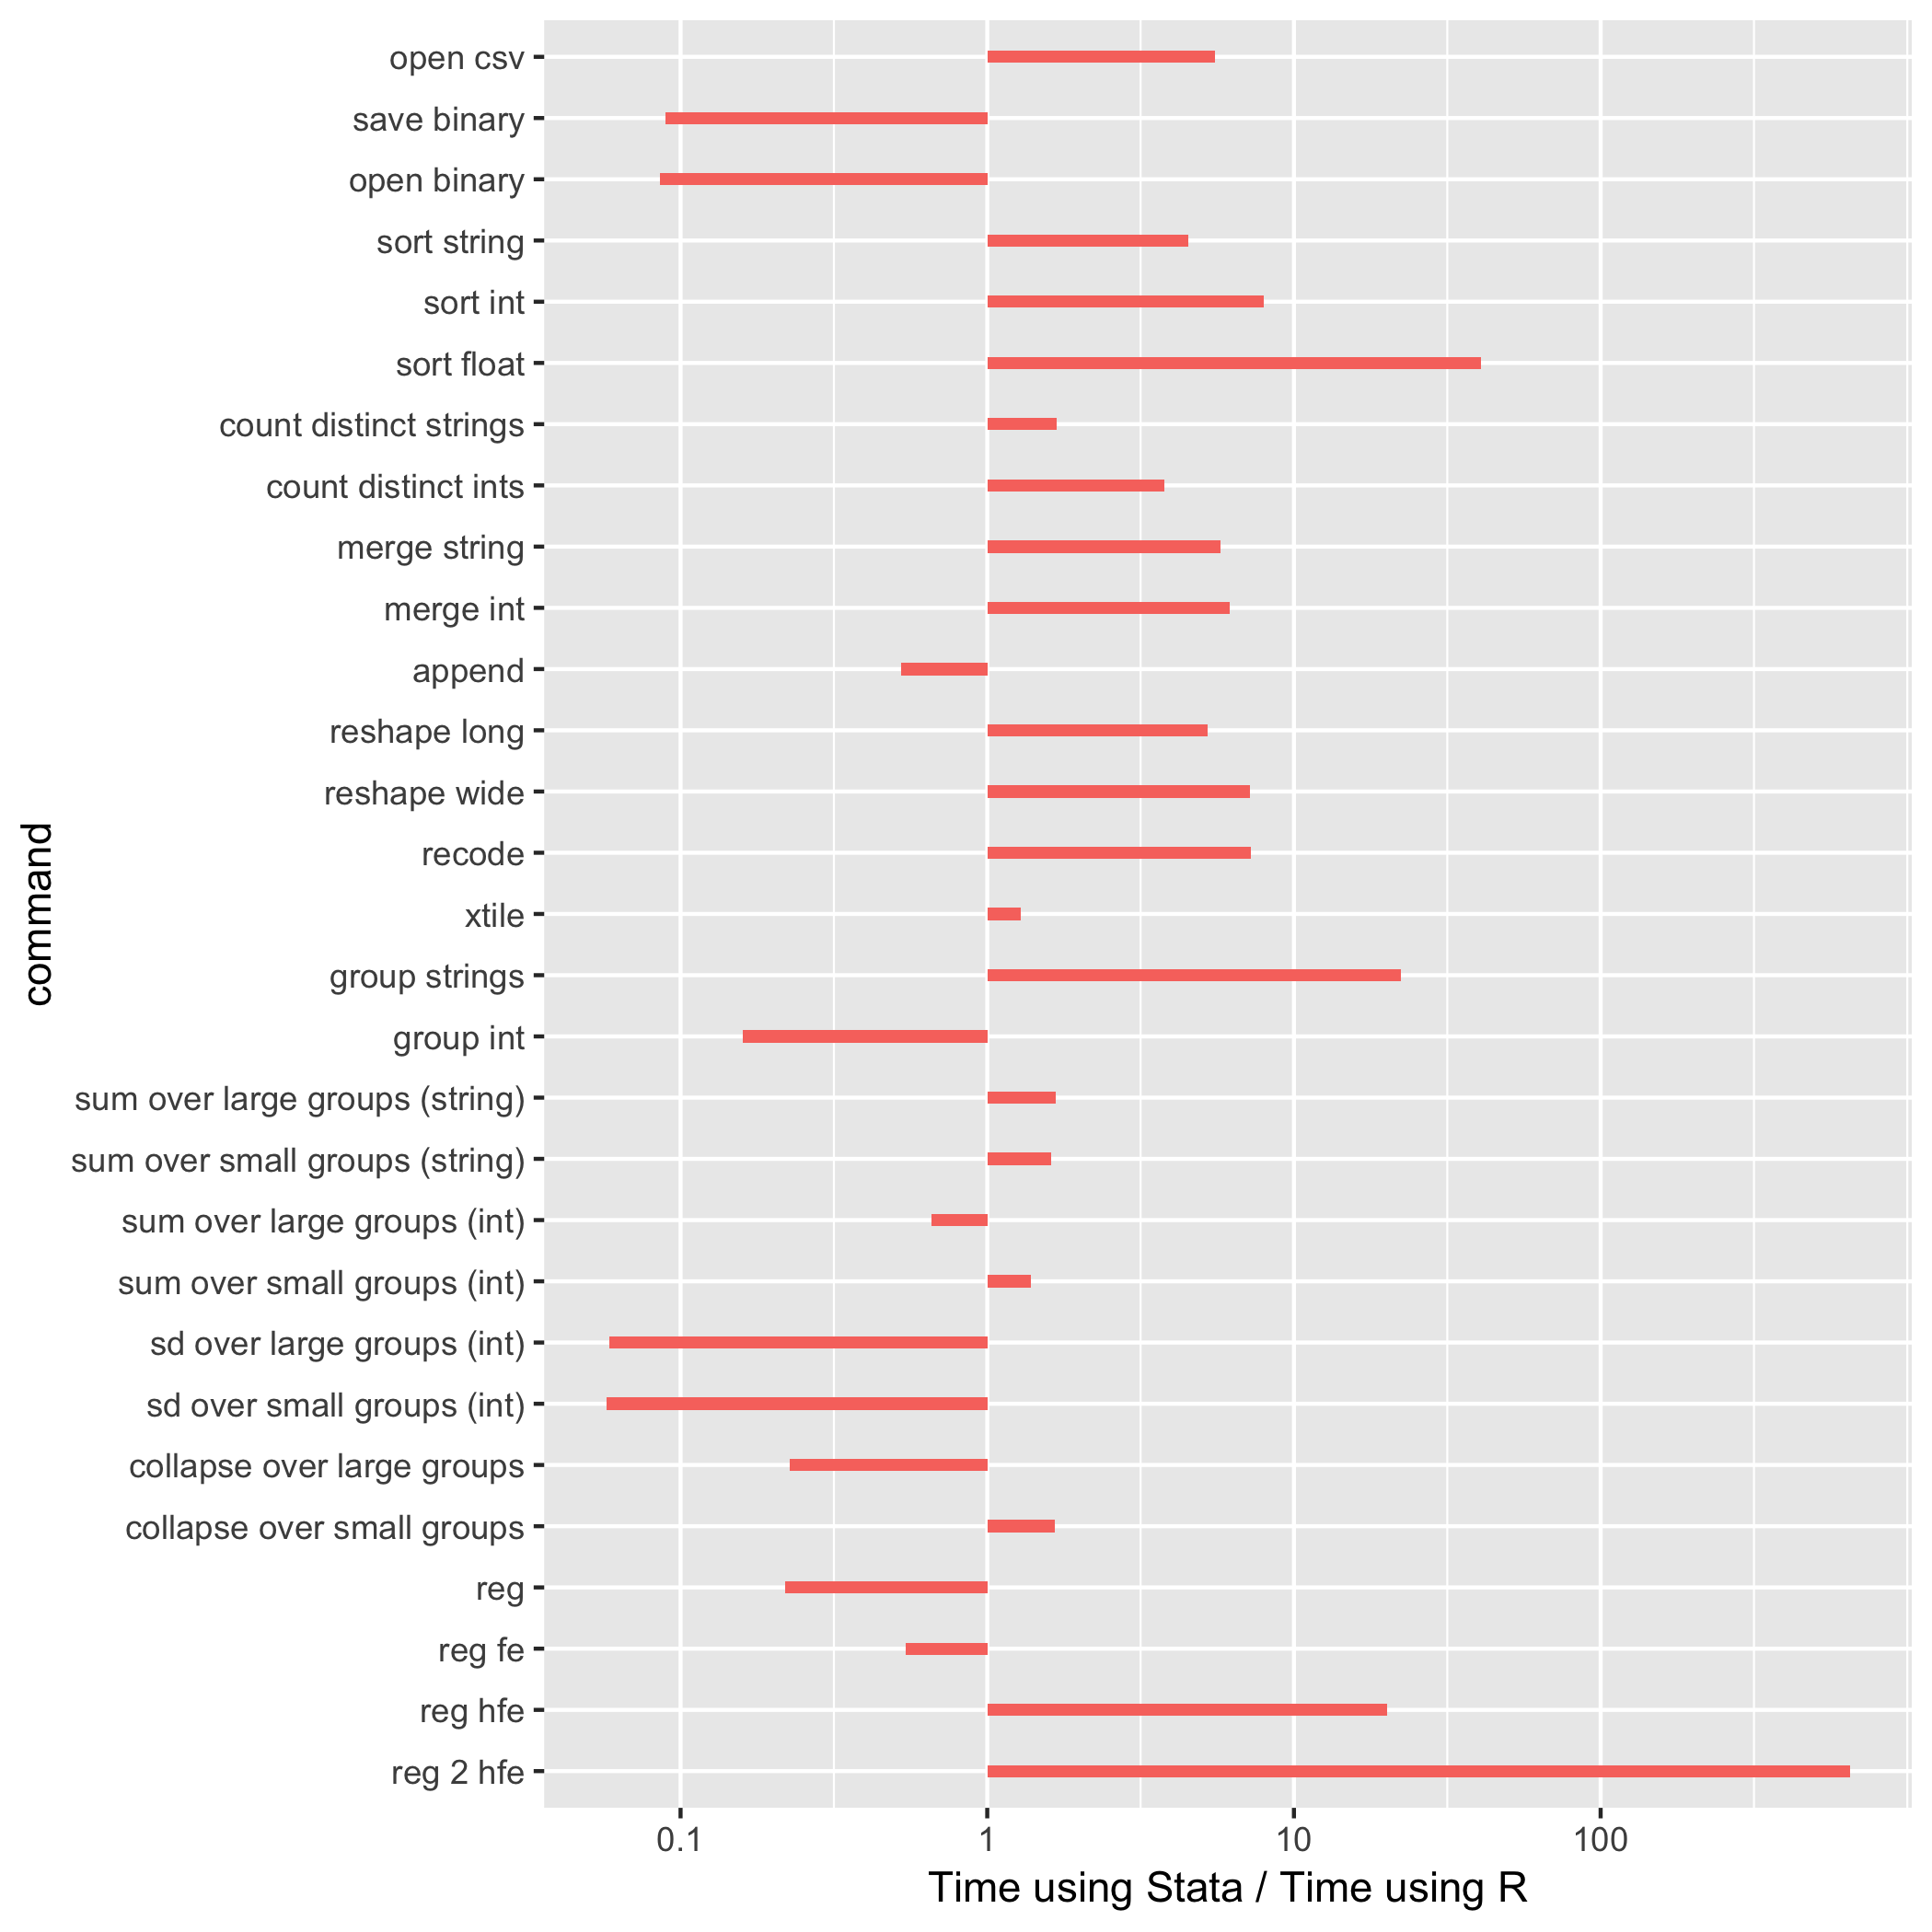 open csv
save binary
open binary
sort string
sort int
sort float
count distinct strings
count distinct ints
merge string
merge int
append
reshape long
reshape wide
recode
xtile
group strings
group int
sum over large groups (string)
sum over small groups (string)
sum over large groups (int)
sum over small groups (int)
sd over large groups (int)
sd over small groups (int)
collapse over large groups
collapse over small groups
reg
reg fe
reg hfe
reg 2 hfe
command
0.1 1 10 100
Time using Stata / Time using R